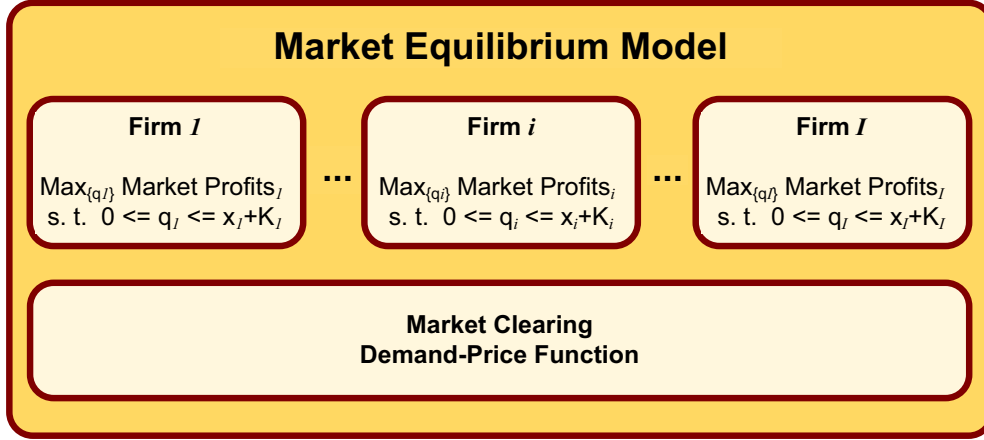 Market Equilibrium Model
Firm 1
Max{q1} Market Profits1
s. t. 0 <= q1 <= x1+K1
...
Firm i
Max{qi} Market Profitsi
s. t. 0 <= qi <= xi+Ki
...
Firm I
Max{qI} Market ProfitsI
s. t. 0 <= qI <= xI+KI
Market Clearing
Demand-Price Function